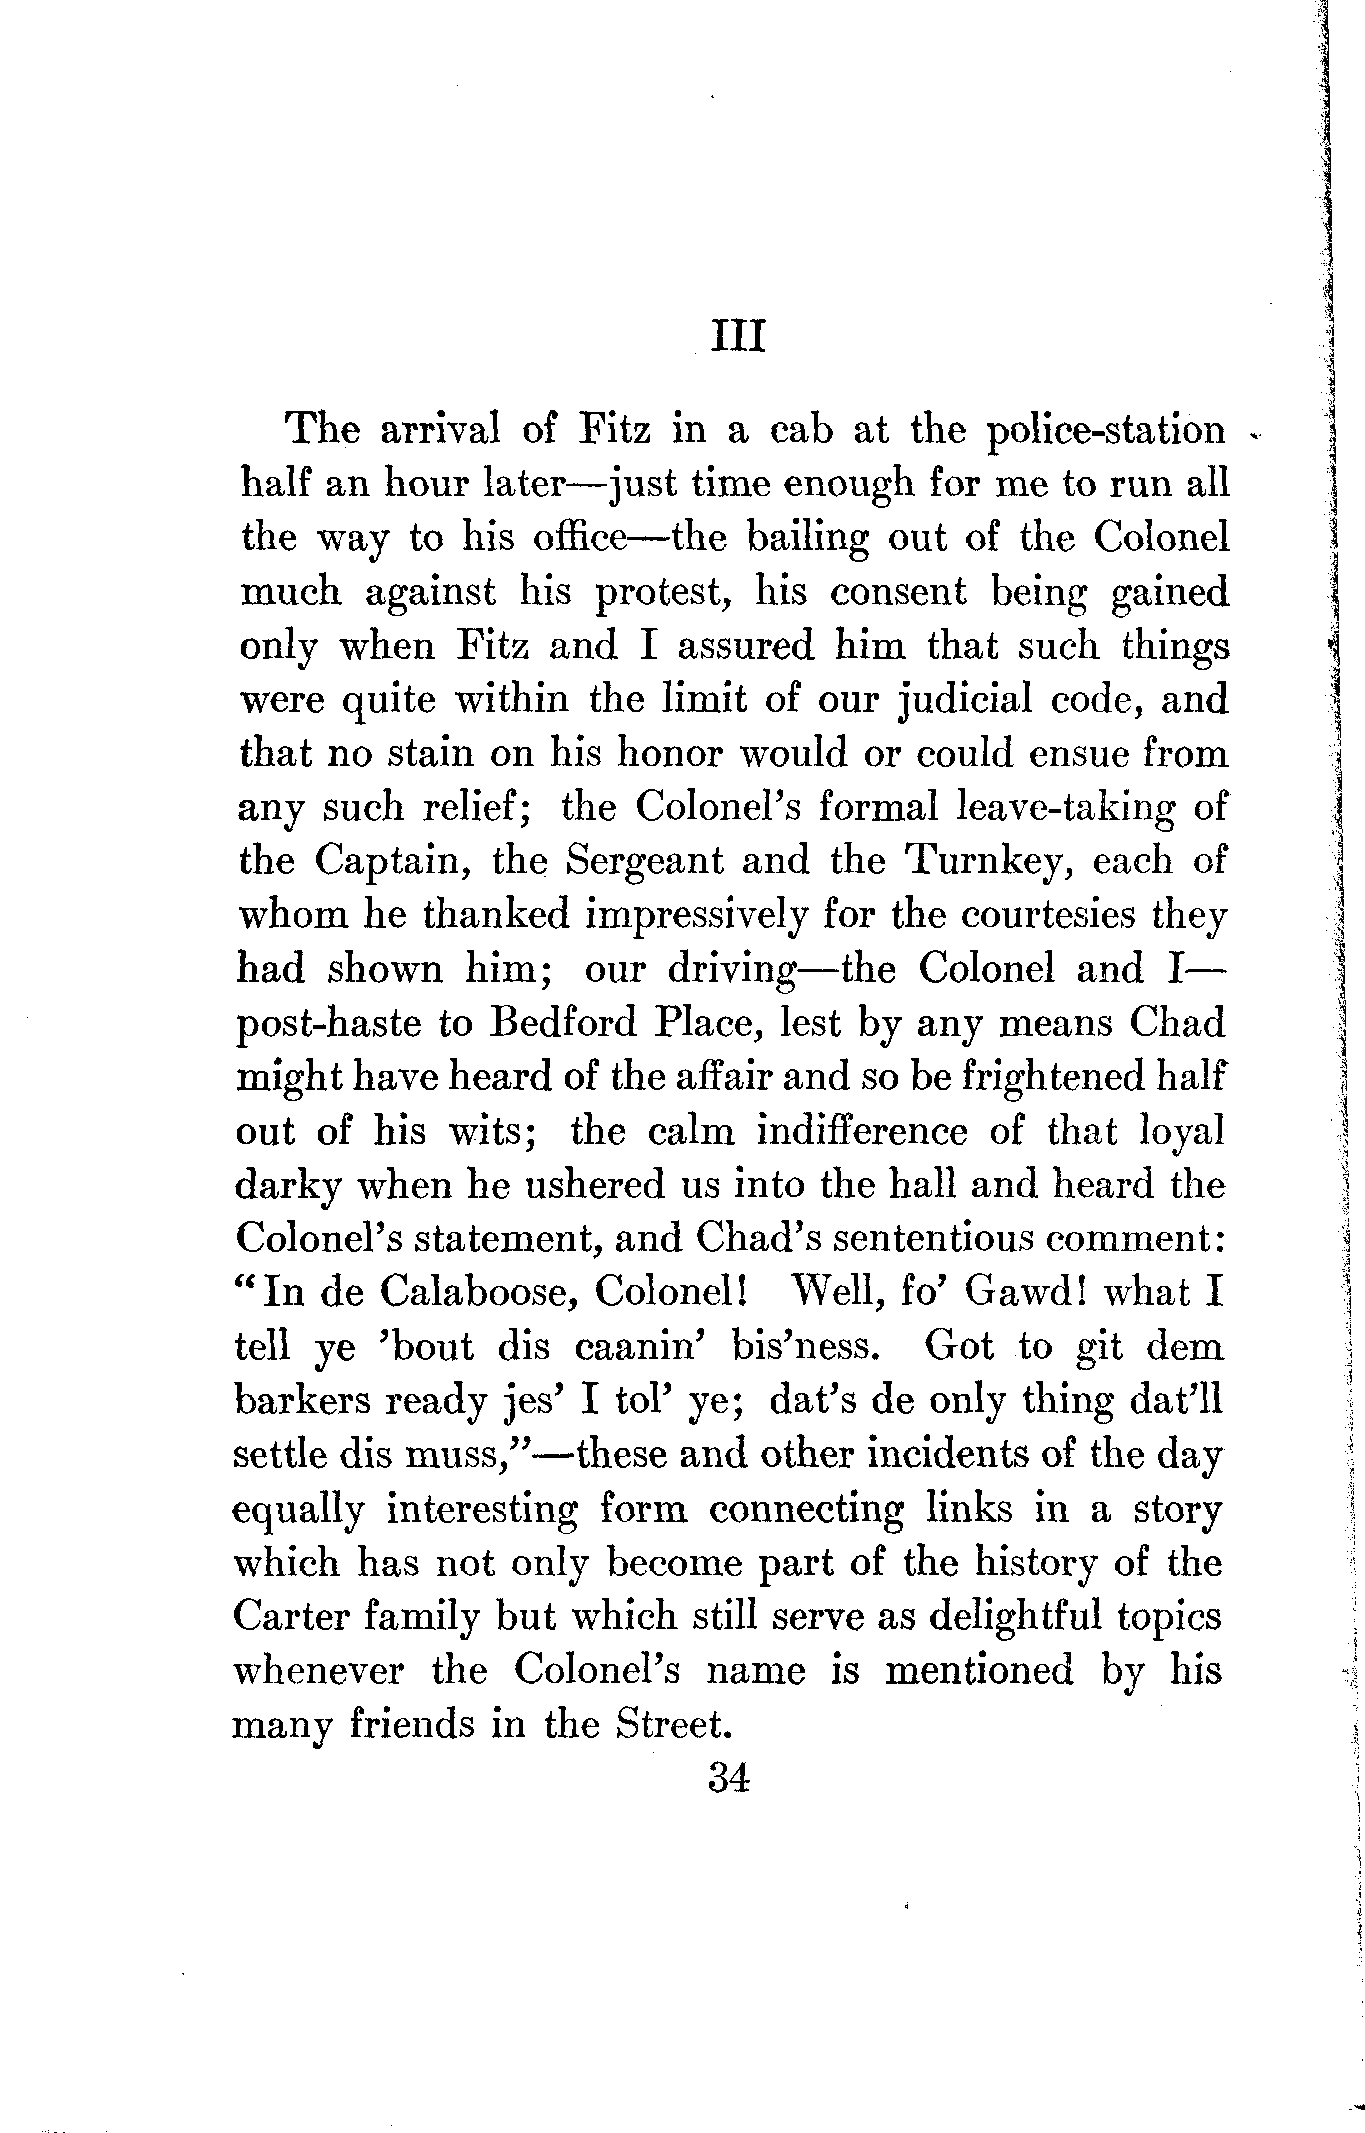 III
The arrival of Fitz in a cab at the police-station
half an hour later—just time enough for me to run all
the way to his office—the bailing out of the Colonel
much against his protest, his consent being gained
only when Fitz and I assured him that such things
were quite within the limit of our judicial code, and
that no stain on his honor would or could ensue from
any such relief; the Colonel's formal leave-taking of
the Captain, the Sergeant and the Turnkey, each of
whom he thanked impressively for the courtesies they
had shown him; our driving—the Colonel and I—
post-haste to Bedford Place, lest by any means Chad
might have heard of the affair and so be frightened half
out of his wits; the calm indifference of that loyal
darky when he ushered us into the hall and heard the
Colonel's statement, and Chad's sententious comment:
"In de Calaboose, Colonel! Well, fo' Gawd! what I
tell ye 'bout dis caanin' bis'ness. Got to git dem
barkers ready jes' I tol' ye; dat's de only thing dat'll
settle dis muss,"—these and other incidents of the day
equally interesting form connecting links in a story
which has not only become part of the history of the
Carter family but which still serve as delightful topics
whenever the Colonel's name is mentioned by his
many friends in the Street.
34